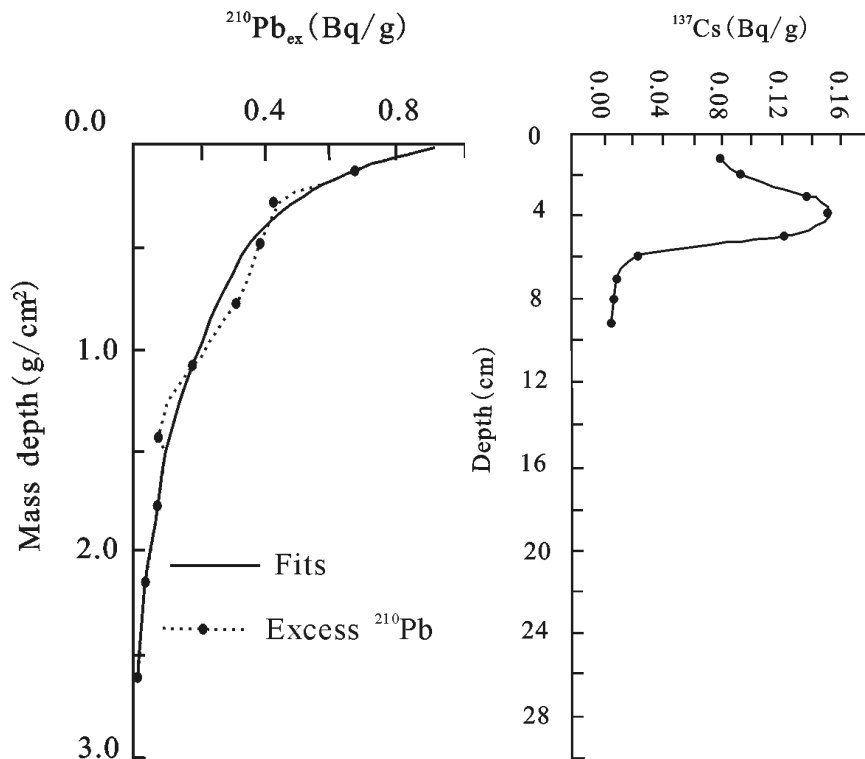 ²¹⁰Pbₑₓ(Bq/g)
0.0 0.4 0.8
1.0
2.0
3.0
Mass depth(g/cm²)
Fits
Excess ²¹⁰Pb
¹³⁷Cs(Bq/g)
0.00 0.04 0.08 0.12 0.16
0
4
8
12
16
20
24
28
Depth(cm)